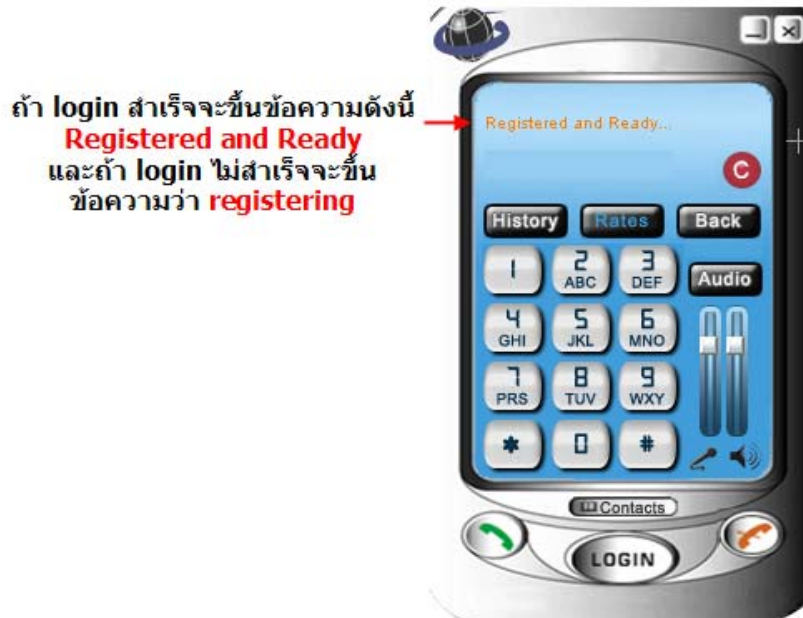 ถ้า login สำเร็จจะขึ้นข้อความดังนี้
Registered and Ready
และถ้า login ไม่สำเร็จจะขึ้น
ข้อความว่า registering
Registered and Ready...
C
History Rates Back
1 2 ABC 3 DEF Audio
4 GHI 5 JKL 6 MNO
7 PRS 8 TUV 9 WXY
* 0 #
Contacts
LOGIN